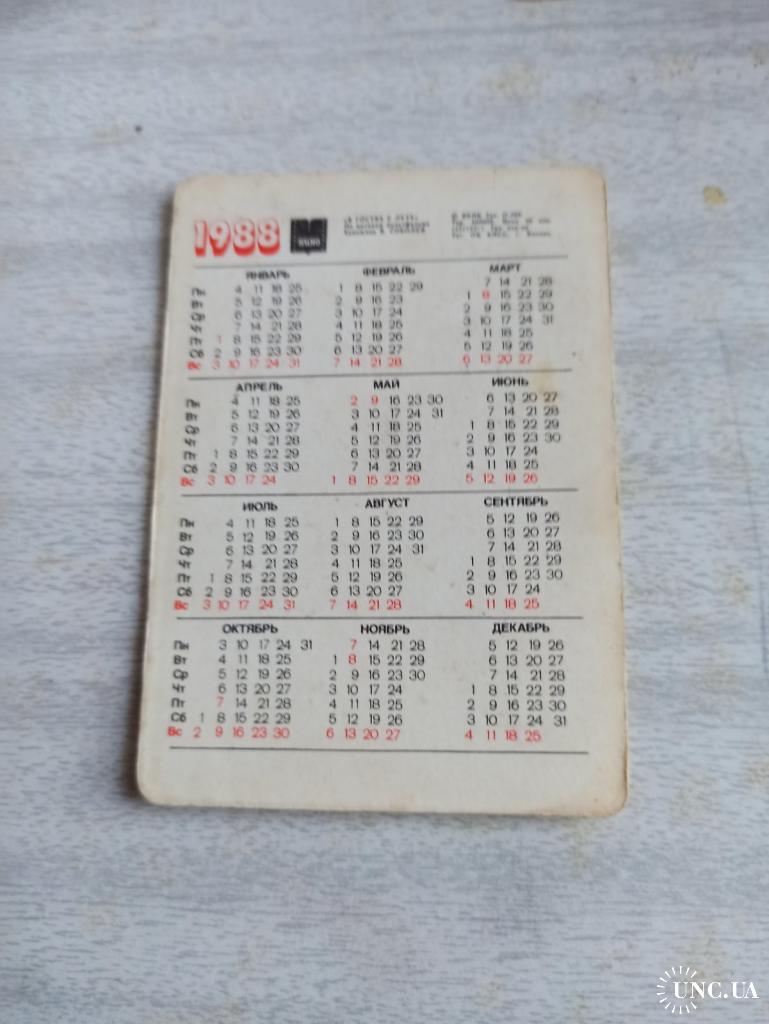 1988
«В ГОСТЯХ У
ЯНВАРЬ ФЕВРАЛЬ МАРТ
Пн 4 11 18 25 1 8 15 22 29 7 14 21 28
Вт 5 12 19 26 2 9 16 23 1 8 15 22 29
Ср 6 13 20 27 3 10 17 24 2 9 16 23 30
Чт 7 14 21 28 4 11 18 25 3 10 17 24 31
Пт 1 8 15 22 29 5 12 19 26 4 11 18 25
Сб 2 9 16 23 30 6 13 20 27 5 12 19 26
Вс 3 10 17 24 31 7 14 21 28 6 13 20 27
АПРЕЛЬ МАЙ ИЮНЬ
Пн 4 11 18 25 2 9 16 23 30 6 13 20 27
Вт 5 12 19 26 3 10 17 24 31 7 14 21 28
Ср 6 13 20 27 4 11 18 25 1 8 15 22 29
Чт 7 14 21 28 5 12 19 26 2 9 16 23 30
Пт 1 8 15 22 29 6 13 20 27 3 10 17 24
Сб 2 9 16 23 30 7 14 21 28 4 11 18 25
Вс 3 10 17 24 1 8 15 22 29 5 12 19 26
ИЮЛЬ АВГУСТ СЕНТЯБРЬ
Пн 4 11 18 25 1 8 15 22 29 5 12 19 26
Вт 5 12 19 26 2 9 16 23 30 6 13 20 27
Ср 6 13 20 27 3 10 17 24 31 7 14 21 28
Чт 7 14 21 28 4 11 18 25 1 8 15 22 29
Пт 1 8 15 22 29 5 12 19 26 2 9 16 23 30
Сб 2 9 16 23 30 6 13 20 27 3 10 17 24
Вс 3 10 17 24 31 7 14 21 28 4 11 18 25
ОКТЯБРЬ НОЯБРЬ ДЕКАБРЬ
Пн 3 10 17 24 31 7 14 21 28 5 12 19 26
Вт 4 11 18 25 1 8 15 22 29 6 13 20 27
Ср 5 12 19 26 2 9 16 23 30 7 14 21 28
Чт 6 13 20 27 3 10 17 24 1 8 15 22 29
Пт 7 14 21 28 4 11 18 25 2 9 16 23 30
Сб 1 8 15 22 29 5 12 19 26 3 10 17 24 31
Вс 2 9 16 23 30 6 13 20 27 4 11 18 25
UNC.UA